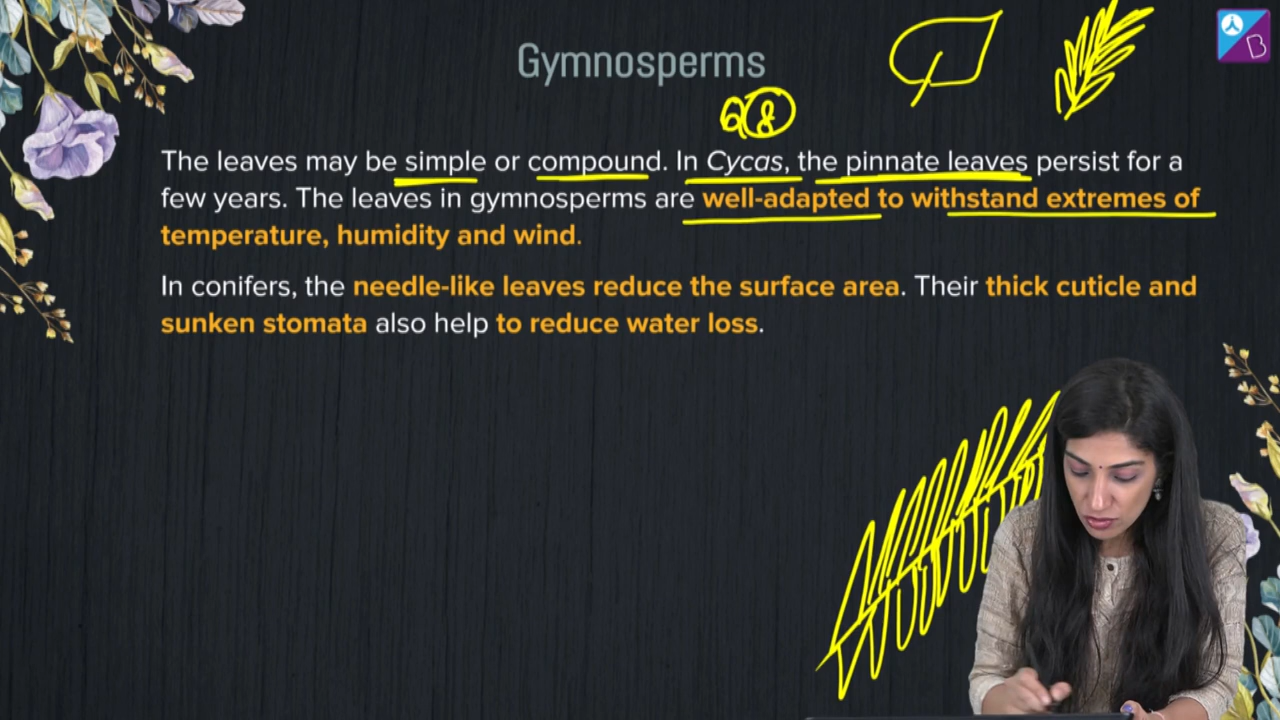 Gymnosperms
The leaves may be simple or compound. In Cycas, the pinnate leaves persist for a
few years. The leaves in gymnosperms are well-adapted to withstand extremes of
temperature, humidity and wind.
In conifers, the needle-like leaves reduce the surface area. Their thick cuticle and
sunken stomata also help to reduce water loss.
B